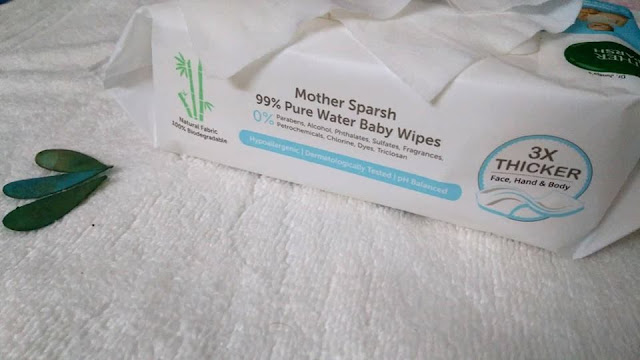 Mother Sparsh
99% Pure Water Baby Wipes
0% Parabens, Alcohol, Phthalates, Sulfates, Fragrances,
Petrochemicals, Chlorine, Dyes, Triclosan
Hypoallergenic | Dermatologically Tested | pH Balanced
Natural Fabric
100% Biodegradable
3X
THICKER
Face, Hand & Body